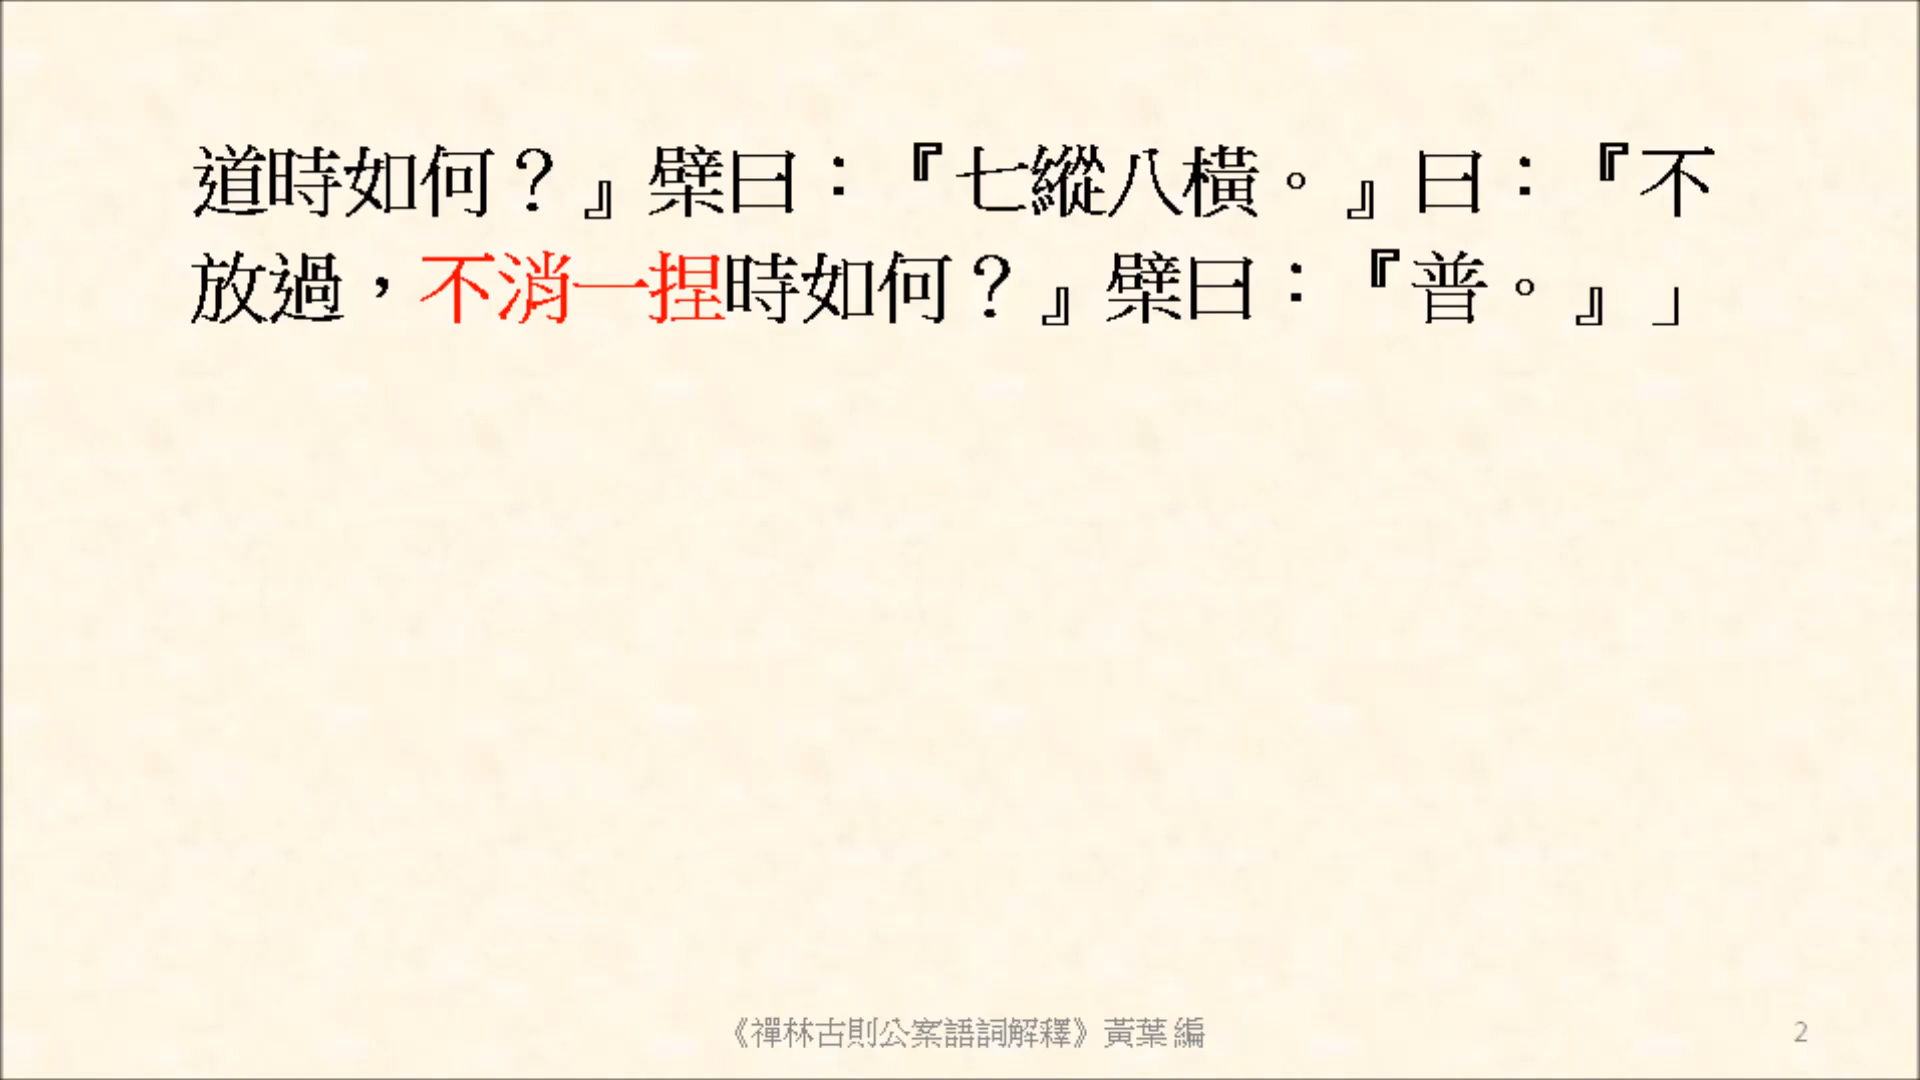 道時如何？』檗曰：『七縱八橫。』曰：『不
放過，不消一捏時如何？』檗曰：『普。』」
《禪林古則公案語詞解釋》黃葉 編
2